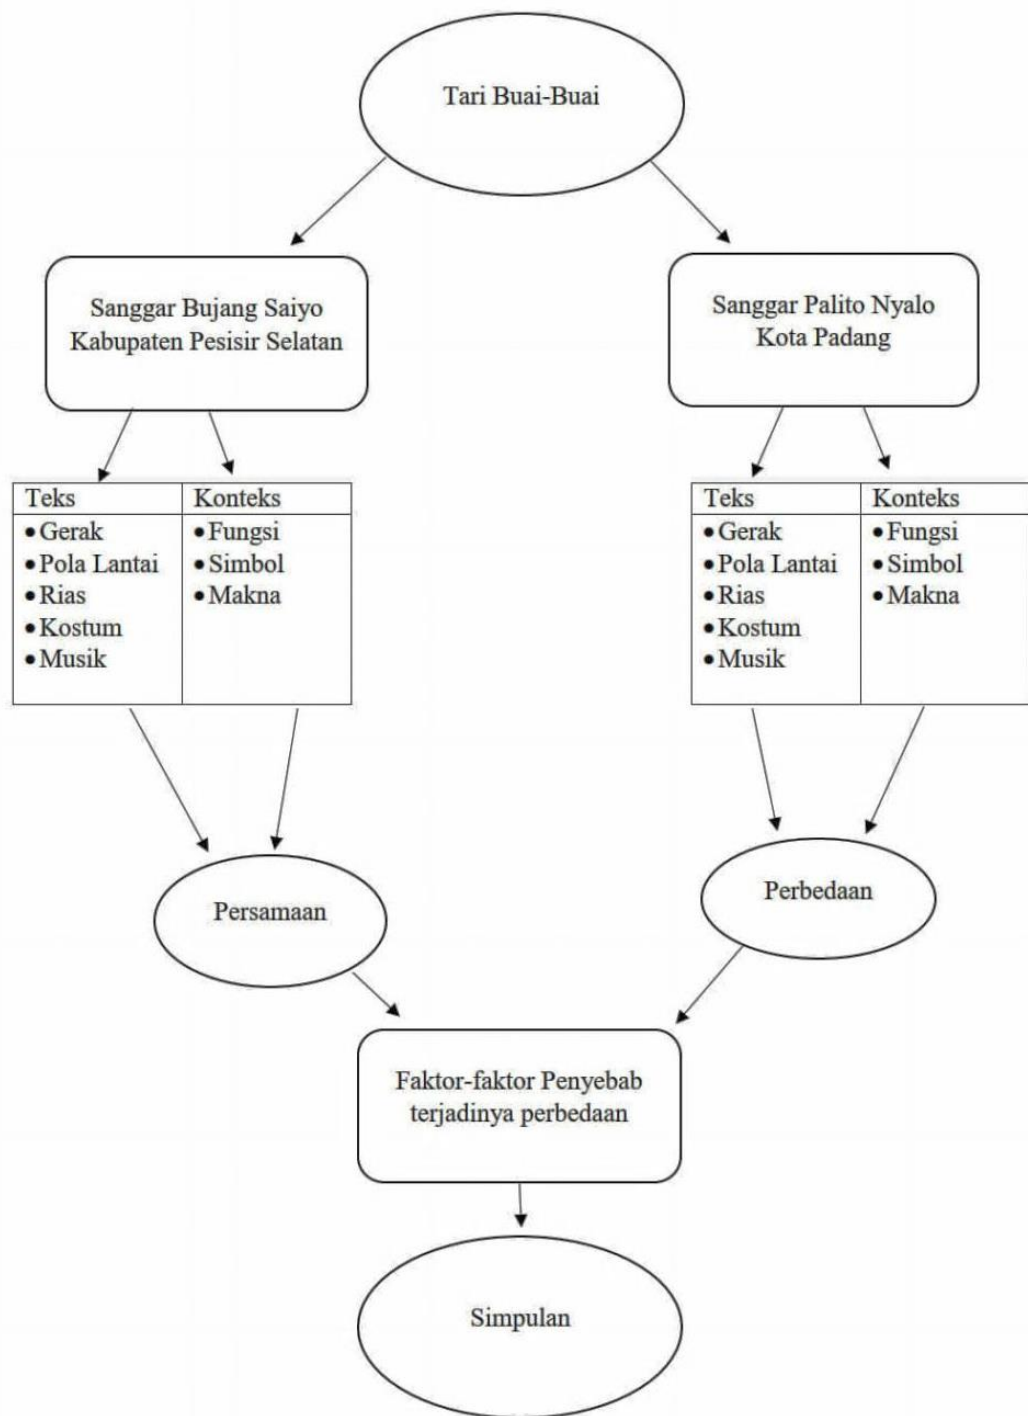 Tari Buai-Buai
Sanggar Bujang Saiyo
Kabupaten Pesisir Selatan
Sanggar Palito Nyalo
Kota Padang
Teks
• Gerak
• Pola Lantai
• Rias
• Kostum
• Musik
Konteks
• Fungsi
• Simbol
• Makna
Teks
• Gerak
• Pola Lantai
• Rias
• Kostum
• Musik
Konteks
• Fungsi
• Simbol
• Makna
Persamaan
Perbedaan
Faktor-faktor Penyebab
terjadinya perbedaan
Simpulan